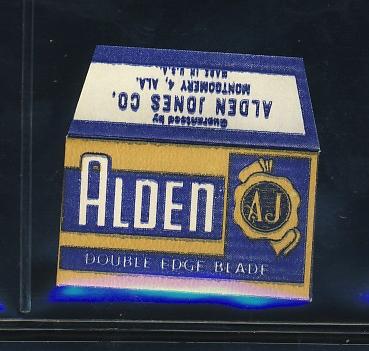 Guaranteed by
ALDEN JONES CO.
MONTGOMERY 4, ALA.
MADE IN U.S.A.
ALDEN
AJ
DOUBLE EDGE BLADE